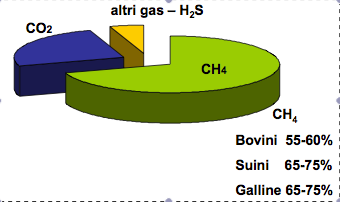 altri gas – H₂S
CO₂
CH4
CH₄
Bovini 55-60%
Suini 65-75%
Galline 65-75%